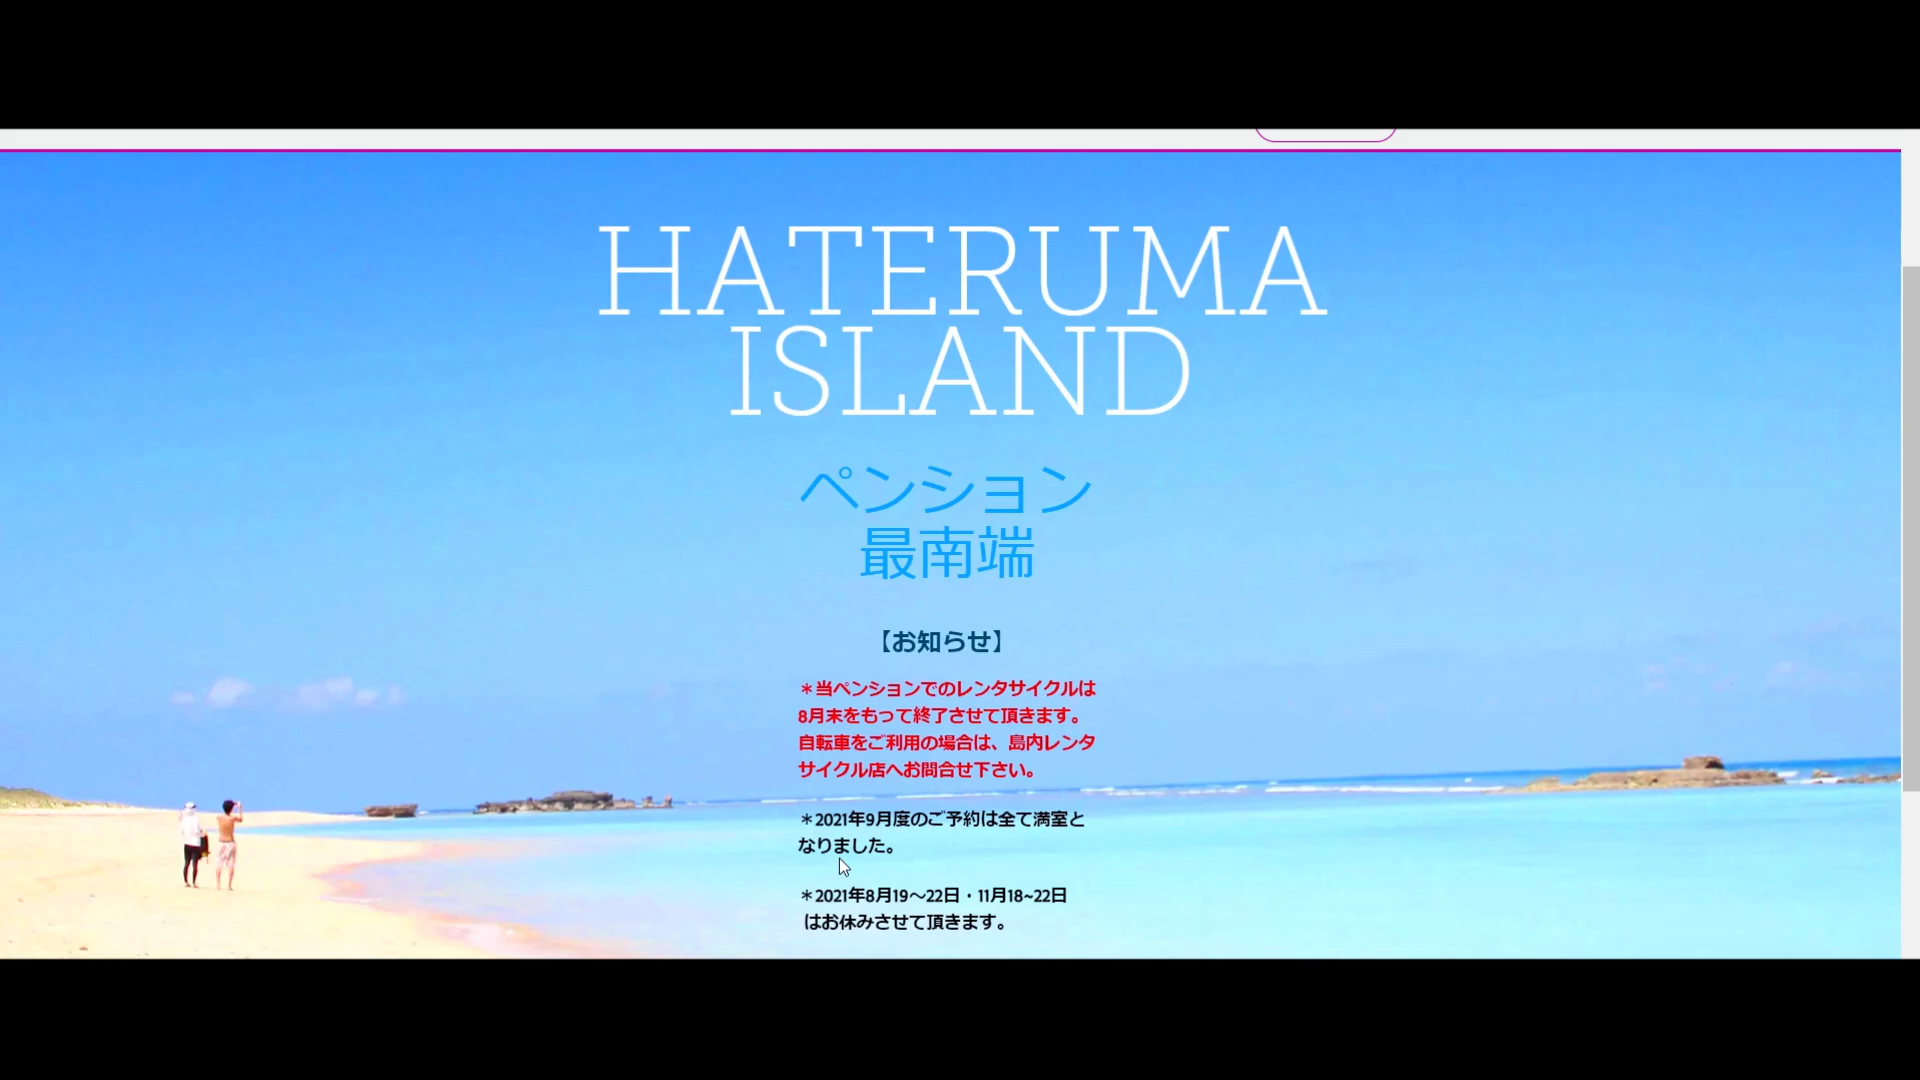 HATERUMA
ISLAND
ペンション
最南端
【お知らせ】
＊当ペンションでのレンタサイクルは
8月末をもって終了させて頂きます。
自転車をご利用の場合は、島内レンタ
サイクル店へお問合せ下さい。
＊2021年9月度のご予約は全て満室と
なりました。
＊2021年8月19〜22日・11月18~22日
はお休みさせて頂きます。